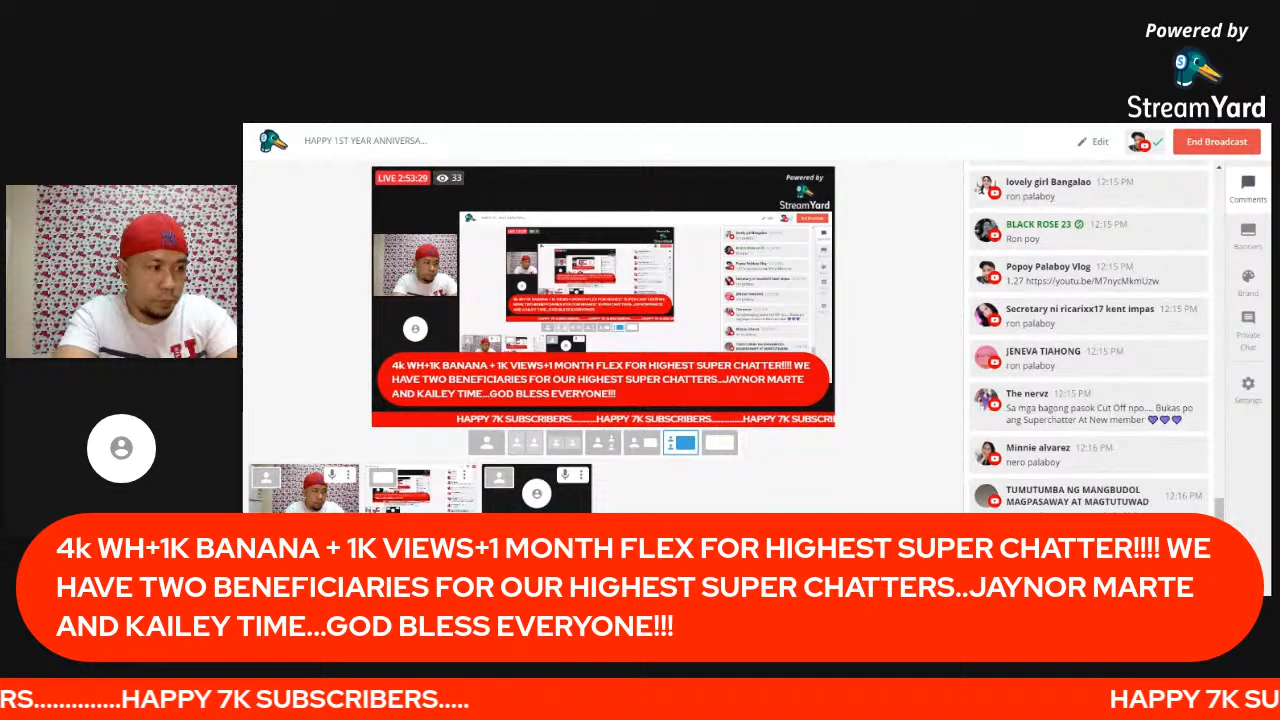 Powered by
StreamYard
HAPPY 1ST YEAR ANNIVERSA...
Edit
End Broadcast
LIVE 2:53:29
33
Powered by
StreamYard
4k WH+1K BANANA + 1K VIEWS+1 MONTH FLEX FOR HIGHEST SUPER CHATTER!!!! WE
HAVE TWO BENEFICIARIES FOR OUR HIGHEST SUPER CHATTERS..JAYNOR MARTE
AND KAILEY TIME...GOD BLESS EVERYONE!!!
HAPPY 7K SUBSCRIBERS..............HAPPY 7K SUBSCRIBERS..............HAPPY 7K SUBSCRIBERS
lovely girl Bangalao 12:15 PM
ron palaboy
BLACK ROSE 23 12:15 PM
Ron poy
Popoy Palaboy Vlog 12:15 PM
1.27 https://youtu.be/M7nycMkmUzw
Secretary ni ricarixx17 kent impas 12:15 PM
ron palaboy
JENEVA TIAHONG 12:15 PM
ron palaboy
The nervz 12:15 PM
Sa mga bagong pasok Cut Off npo.... Bukas po
ang Superchatter At New member 💜💜💜
Minnie alvarez 12:16 PM
nero palaboy
TUMUTUMBA NG MANGBUDOL
MAGPASAWAY AT MAGTUTUWAD 12:16 PM
Comments
Banners
Brand
Private
Chat
Settings
4k WH+1K BANANA + 1K VIEWS+1 MONTH FLEX FOR HIGHEST SUPER CHATTER!!!! WE
HAVE TWO BENEFICIARIES FOR OUR HIGHEST SUPER CHATTERS..JAYNOR MARTE
AND KAILEY TIME...GOD BLESS EVERYONE!!!
RS..............HAPPY 7K SUBSCRIBERS.....
HAPPY 7K SU